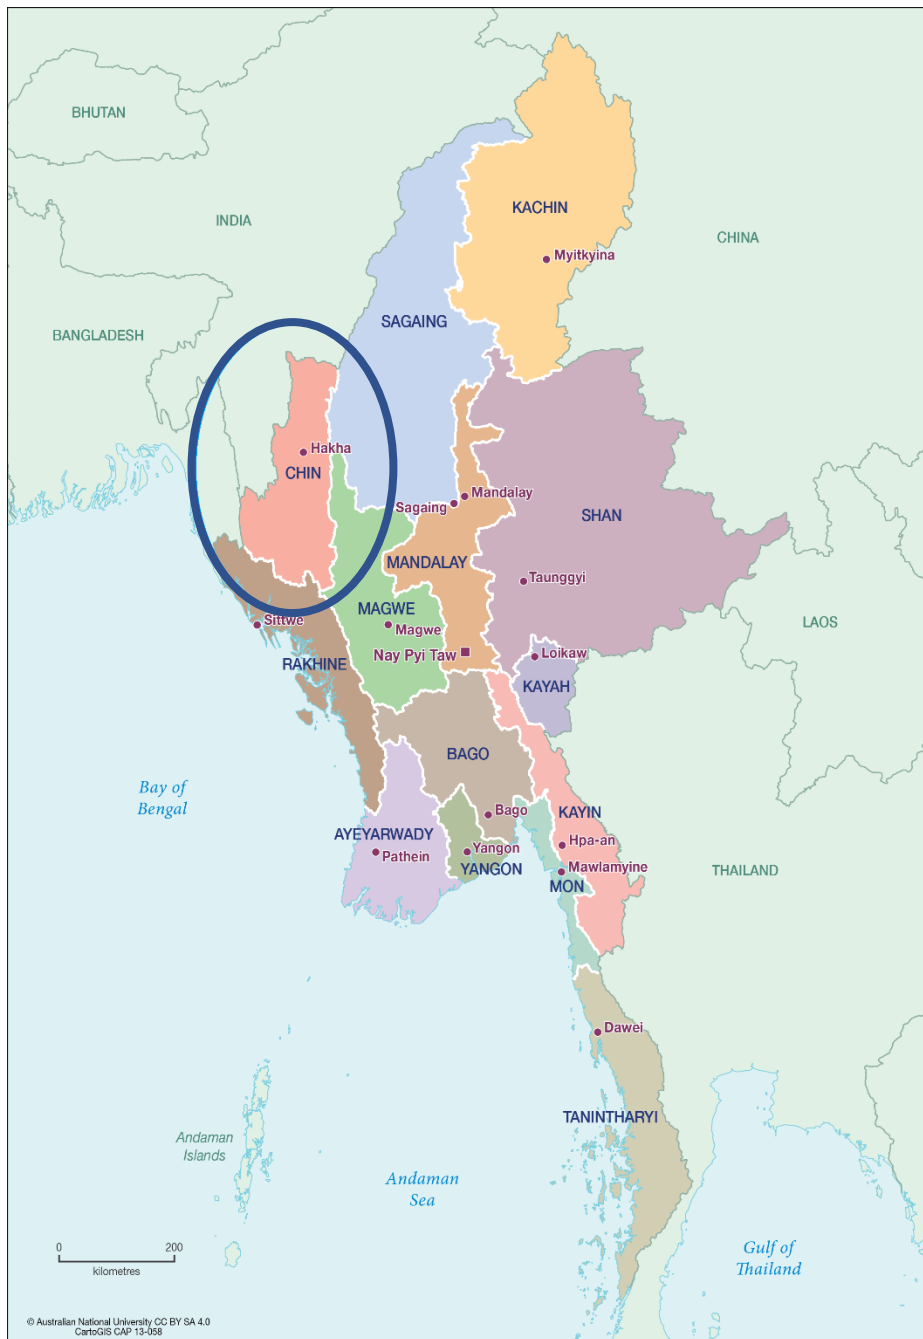 BHUTAN
INDIA
KACHIN
CHINA
Myitkyina
SAGAING
BANGLADESH
Hakha
CHIN
Mandalay
Sagaing
SHAN
MANDALAY
Taunggyi
MAGWE
Magwe
Sittwe
LAOS
Nay Pyi Taw
Loikaw
RAKHINE
KAYAH
BAGO
Bay of
Bengal
Bago
KAYIN
AYEYARWADY
Hpa-an
Yangon
Pathein
YANGON
Mawlamyine
THAILAND
MON
Dawei
TANINTHARYI
Andaman
Islands
Andaman
Sea
0 200
kilometres
Gulf of
Thailand
© Australian National University CC BY SA 4.0
CartoGIS CAP 13-058